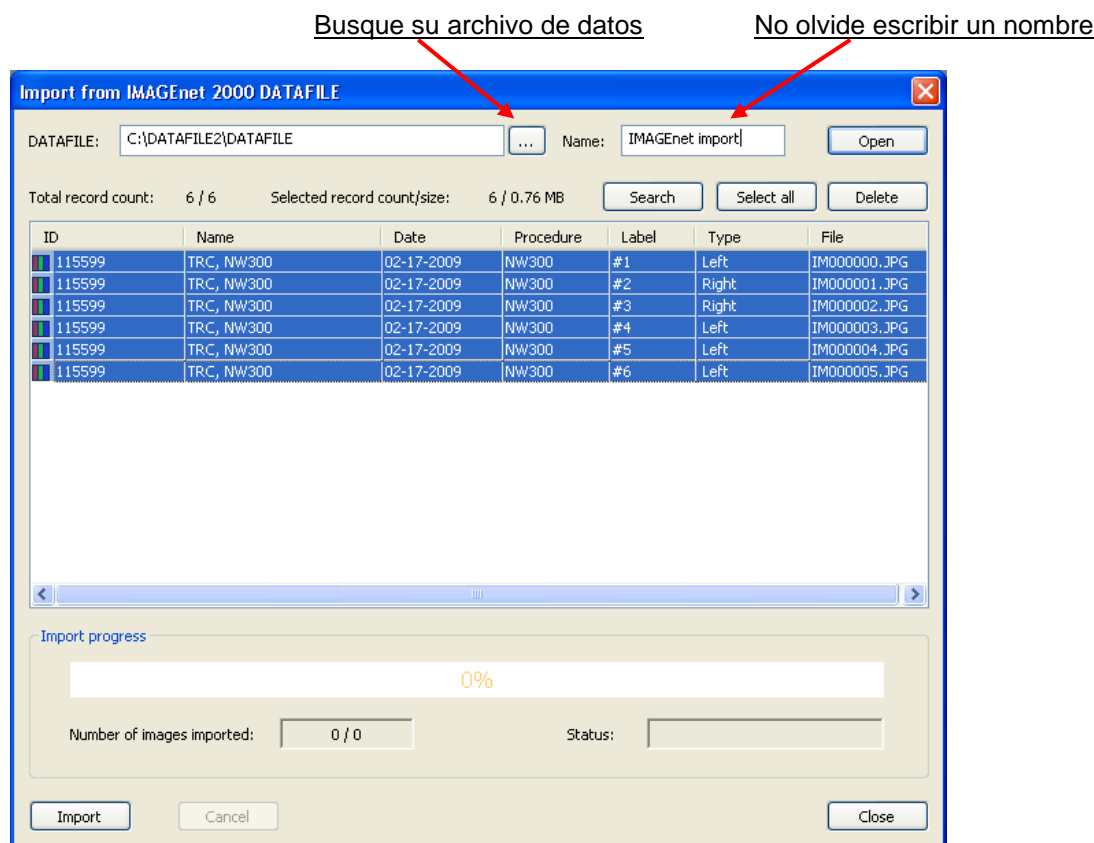 Busque su archivo de datos No olvide escribir un nombre
Import from IMAGEnet 2000 DATAFILE
DATAFILE: C:\DATAFILE2\DATAFILE ... Name: IMAGEnet import Open
Total record count: 6 / 6 Selected record count/size: 6 / 0.76 MB Search Select all Delete
ID Name Date Procedure Label Type File
115599 TRC, NW300 02-17-2009 NW300 #1 Left IM000000.JPG
115599 TRC, NW300 02-17-2009 NW300 #2 Right IM000001.JPG
115599 TRC, NW300 02-17-2009 NW300 #3 Right IM000002.JPG
115599 TRC, NW300 02-17-2009 NW300 #4 Left IM000003.JPG
115599 TRC, NW300 02-17-2009 NW300 #5 Left IM000004.JPG
115599 TRC, NW300 02-17-2009 NW300 #6 Left IM000005.JPG
Import progress
0%
Number of images imported: 0 / 0 Status:
Import Cancel Close